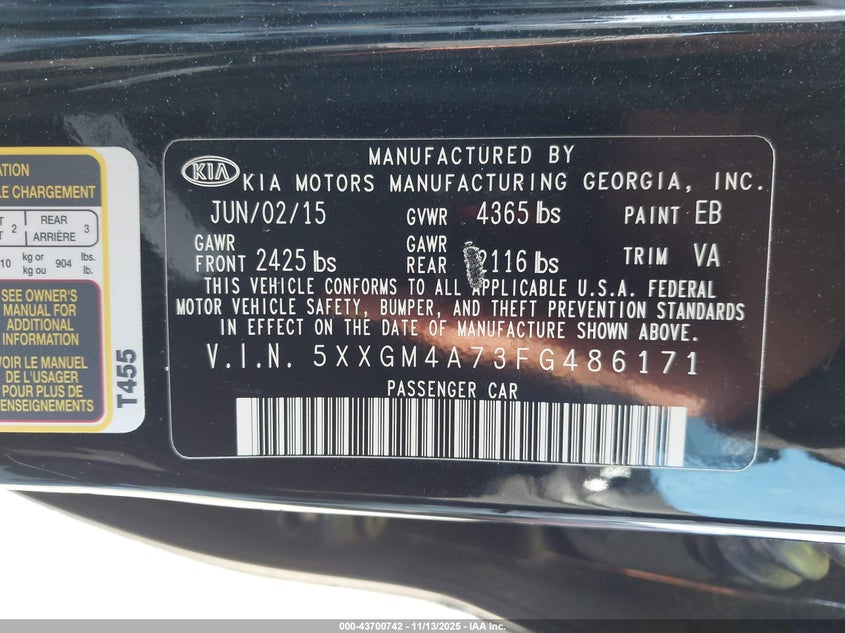 ATION
LE CHARGEMENT
2
REAR
ARRIÈRE
3
10
kg or
kg ou
904
lbs.
lb.
SEE OWNER'S
MANUAL FOR
ADDITIONAL
INFORMATION
VOIR LE MANUEL
DE L'USAGER
POUR PLUS DE
ENSEIGNEMENTS
T455
KIA
MANUFACTURED BY
KIA MOTORS MANUFACTURING GEORGIA, INC.
JUN/02/15 GVWR 4365 lbs PAINT EB
GAWR FRONT 2425 lbs GAWR REAR 2116 lbs TRIM VA
THIS VEHICLE CONFORMS TO ALL APPLICABLE U.S.A. FEDERAL
MOTOR VEHICLE SAFETY, BUMPER, AND THEFT PREVENTION STANDARDS
IN EFFECT ON THE DATE OF MANUFACTURE SHOWN ABOVE.
V.I.N. 5XXGM4A73FG486171
PASSENGER CAR
000-43700742 - 11/13/2025 - IAA Inc.